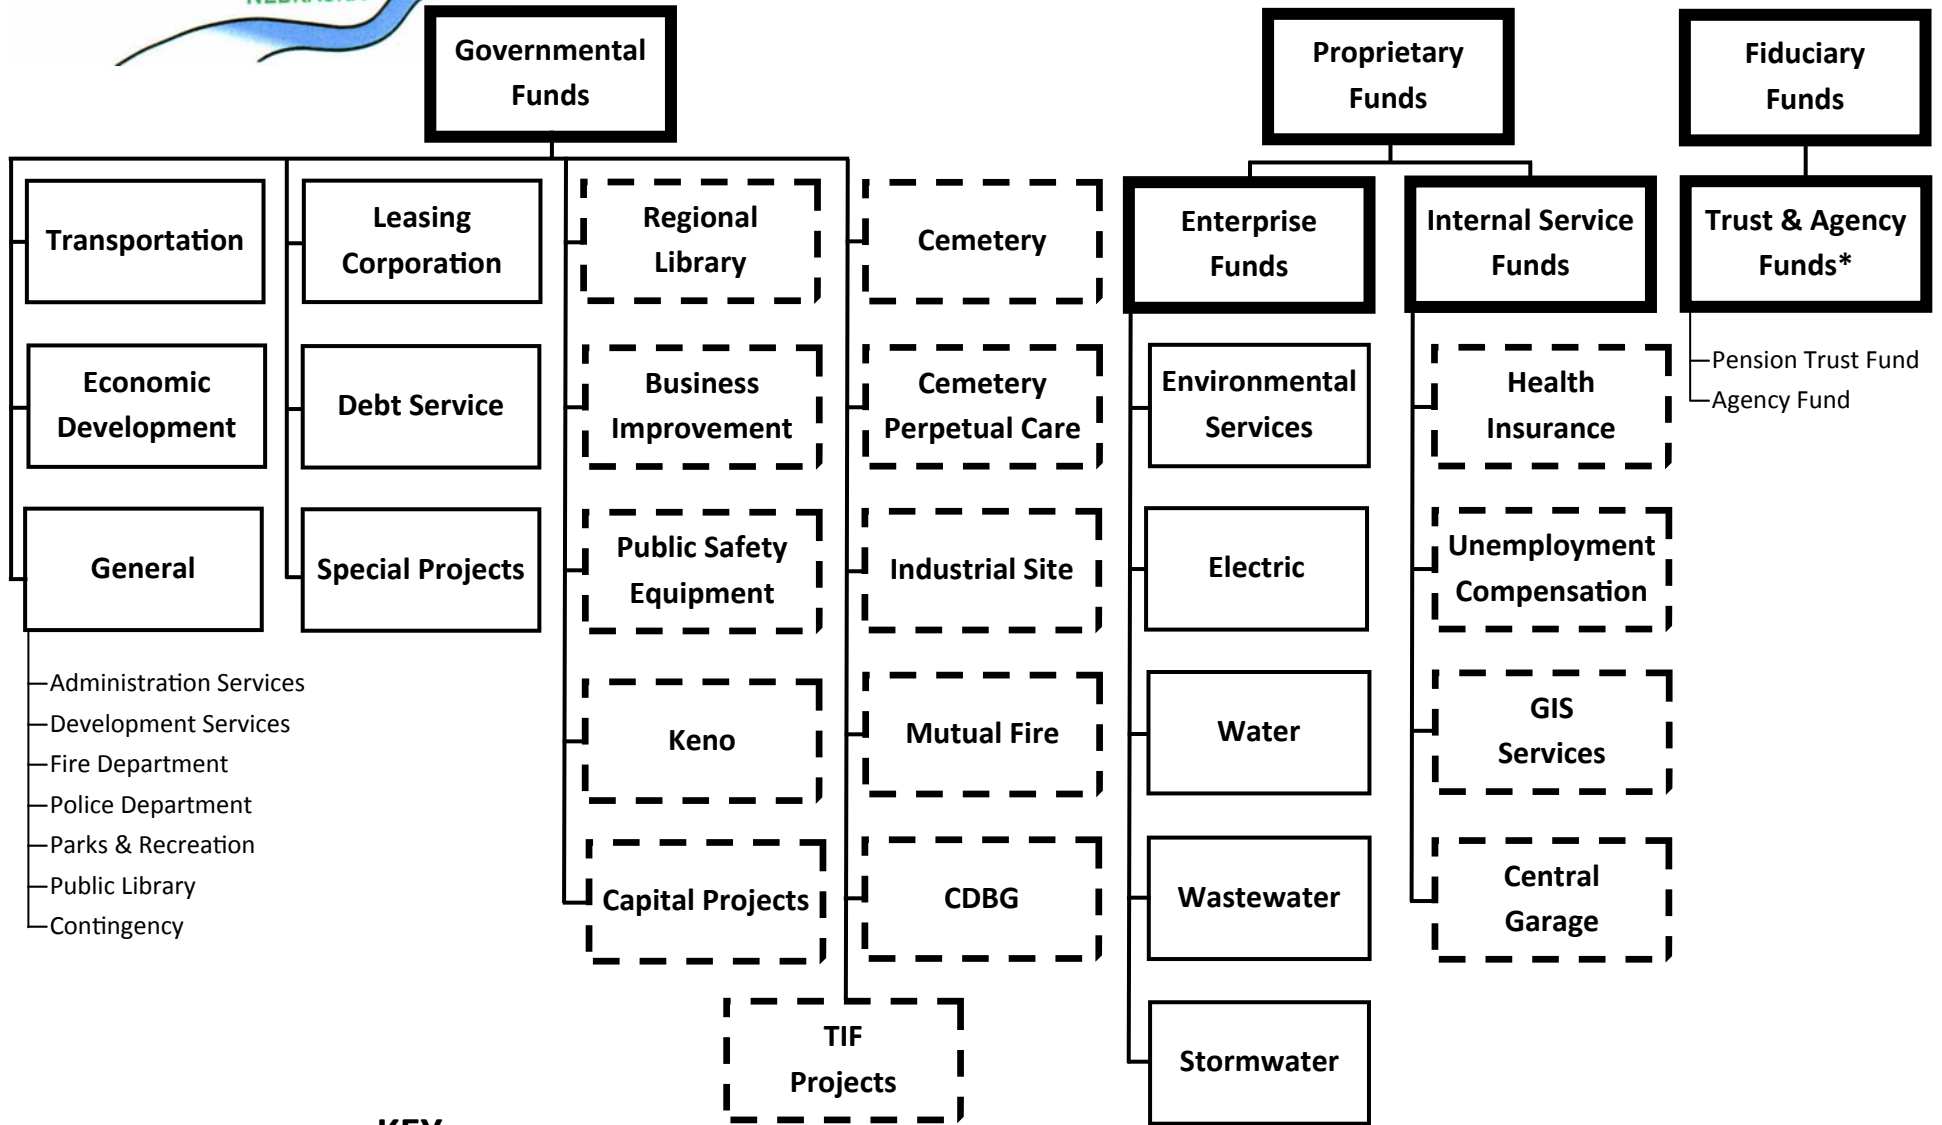 NEBRASKA
Governmental
Funds
Proprietary
Funds
Fiduciary
Funds
Transportation
Economic
Development
General
Administration Services
Development Services
Fire Department
Police Department
Parks & Recreation
Public Library
Contingency
Leasing
Corporation
Debt Service
Special Projects
Regional
Library
Business
Improvement
Public Safety
Equipment
Keno
Capital Projects
Cemetery
Cemetery
Perpetual Care
Industrial Site
Mutual Fire
CDBG
TIF
Projects
Enterprise
Funds
Environmental
Services
Electric
Water
Wastewater
Stormwater
Internal Service
Funds
Health
Insurance
Unemployment
Compensation
GIS
Services
Central
Garage
Trust & Agency
Funds*
Pension Trust Fund
Agency Fund
KEY